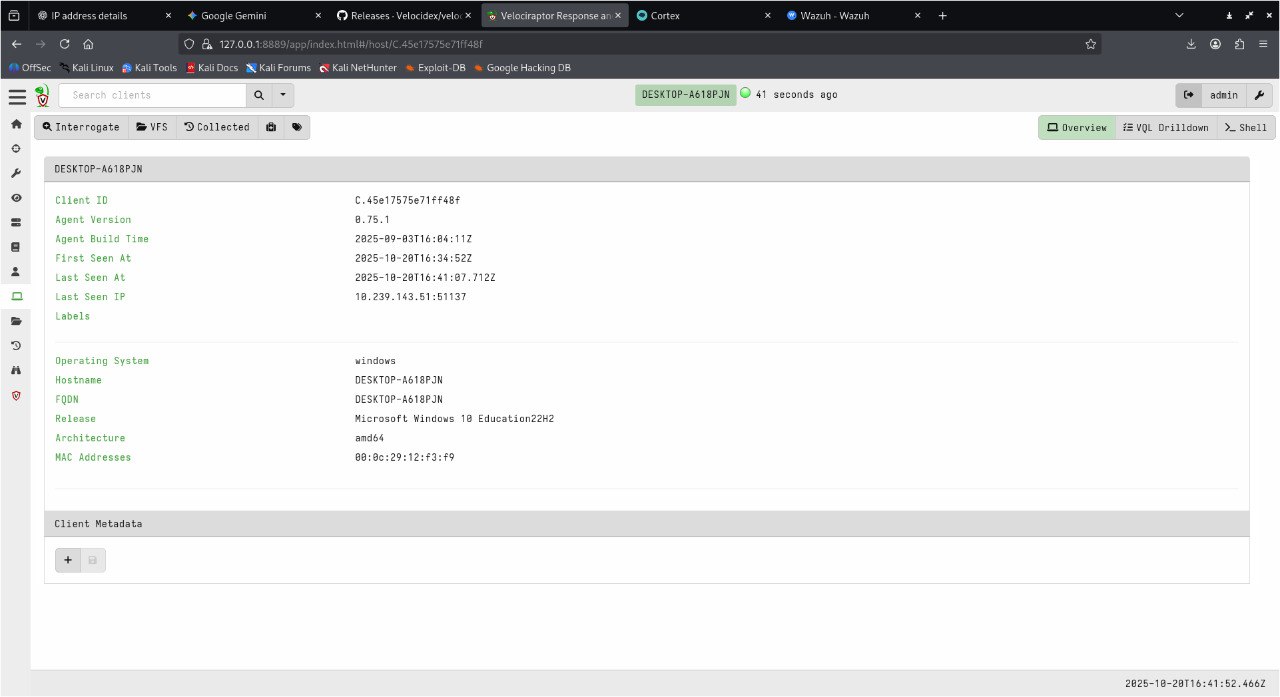 IP address details
Google Gemini
Releases · Velocidex/veloc
Velociraptor Response an
Cortex
Wazuh - Wazuh
127.0.0.1:8889/app/index.html#/host/C.45e17575e71ff48f
OffSec Kali Linux Kali Tools Kali Docs Kali Forums Kali NetHunter Exploit-DB Google Hacking DB
Search clients
DESKTOP-A618PJN 41 seconds ago
admin
Interrogate VFS Collected
Overview VQL Drilldown >_ Shell
DESKTOP-A618PJN
Client ID C.45e17575e71ff48f
Agent Version 0.75.1
Agent Build Time 2025-09-03T16:04:11Z
First Seen At 2025-10-20T16:34:52Z
Last Seen At 2025-10-20T16:41:07.712Z
Last Seen IP 10.239.143.51:51137
Labels
Operating System windows
Hostname DESKTOP-A618PJN
FQDN DESKTOP-A618PJN
Release Microsoft Windows 10 Education22H2
Architecture amd64
MAC Addresses 00:0c:29:12:f3:f9
Client Metadata
2025-10-20T16:41:52.466Z